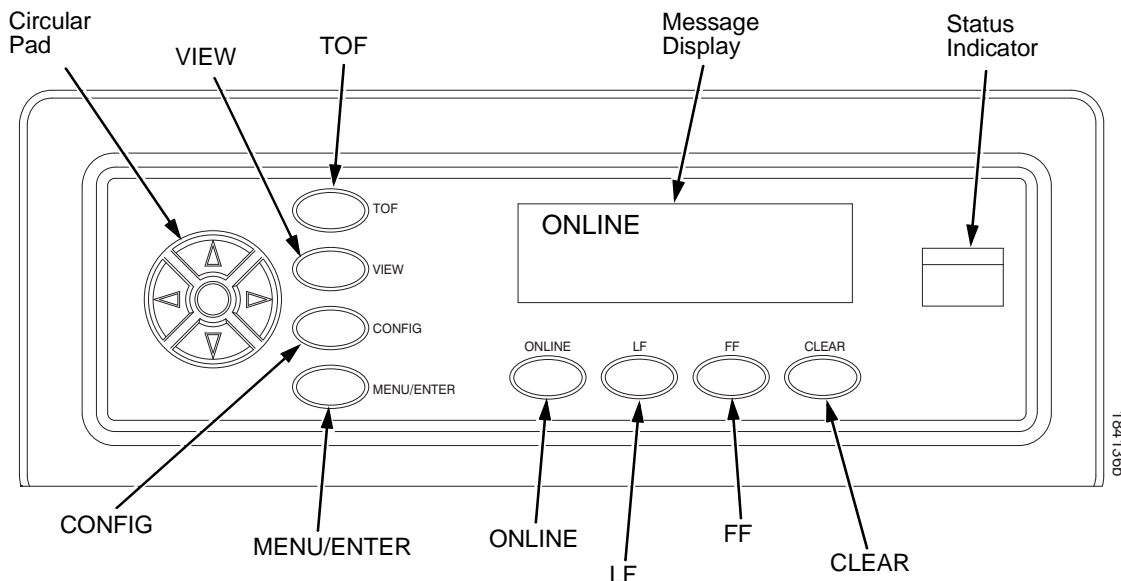 Circular
Pad
VIEW
TOF
Message
Display
Status
Indicator
TOF
ONLINE
VIEW
CONFIG
ONLINE
LF
FF
CLEAR
MENU/ENTER
184136b
CONFIG
MENU/ENTER
ONLINE
LF
FF
CLEAR